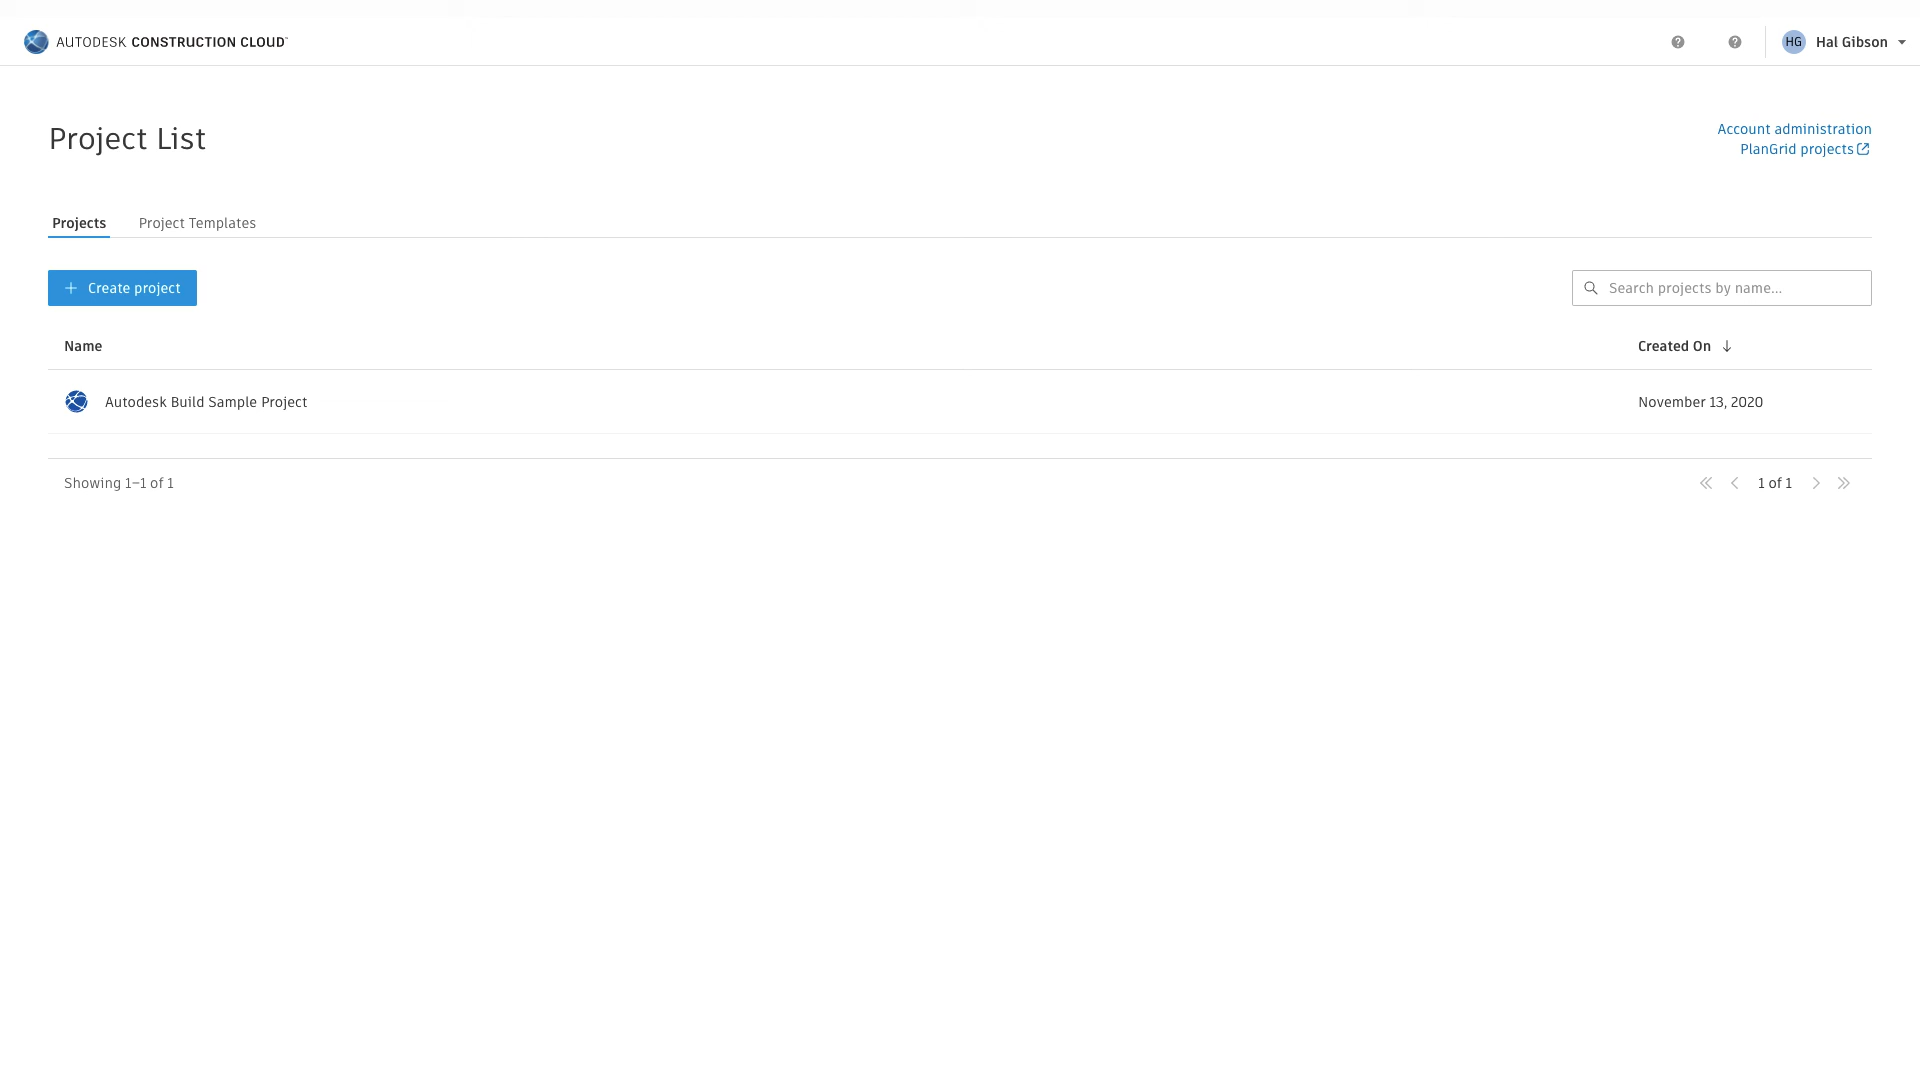 AUTODESK CONSTRUCTION CLOUD™
HG Hal Gibson
Project List
Account administration
PlanGrid projects
Projects Project Templates
Create project
Search projects by name...
Name Created On
Autodesk Build Sample Project November 13, 2020
Showing 1–1 of 1
1 of 1